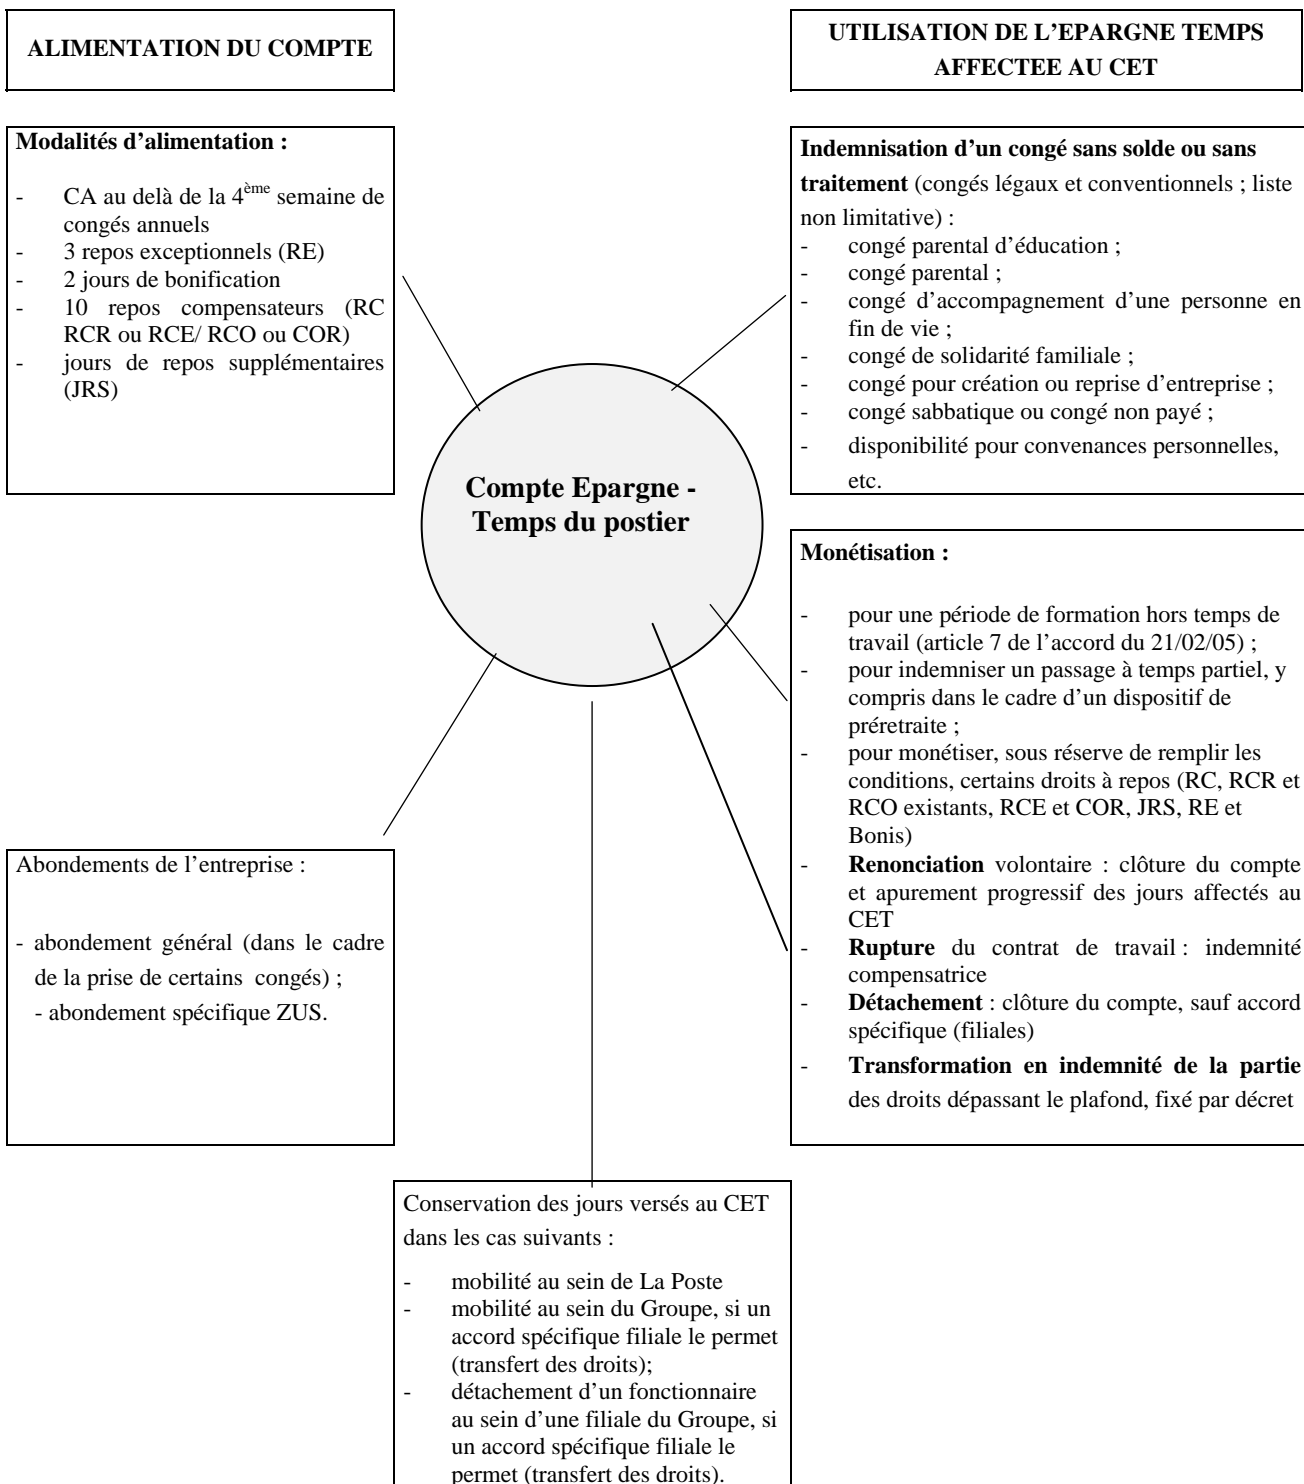 ALIMENTATION DU COMPTE
UTILISATION DE L'EPARGNE TEMPS
AFFECTEE AU CET
Modalités d'alimentation :
- CA au delà de la 4ème semaine de
congés annuels
- 3 repos exceptionnels (RE)
- 2 jours de bonification
- 10 repos compensateurs (RC
RCR ou RCE/ RCO ou COR)
- jours de repos supplémentaires
(JRS)
Indemnisation d'un congé sans solde ou sans
traitement (congés légaux et conventionnels ; liste
non limitative) :
- congé parental d'éducation ;
- congé parental ;
- congé d'accompagnement d'une personne en
fin de vie ;
- congé de solidarité familiale ;
- congé pour création ou reprise d'entreprise ;
- congé sabbatique ou congé non payé ;
- disponibilité pour convenances personnelles,
etc.
Compte Epargne -
Temps du postier
Monétisation :
- pour une période de formation hors temps de
travail (article 7 de l'accord du 21/02/05) ;
- pour indemniser un passage à temps partiel, y
compris dans le cadre d'un dispositif de
préretraite ;
- pour monétiser, sous réserve de remplir les
conditions, certains droits à repos (RC, RCR et
RCO existants, RCE et COR, JRS, RE et
Bonis)
- Renonciation volontaire : clôture du compte
et apurement progressif des jours affectés au
CET
- Rupture du contrat de travail : indemnité
compensatrice
- Détachement : clôture du compte, sauf accord
spécifique (filiales)
- Transformation en indemnité de la partie
des droits dépassant le plafond, fixé par décret
Abondements de l'entreprise :
- abondement général (dans le cadre
de la prise de certains congés) ;
- abondement spécifique ZUS.
Conservation des jours versés au CET
dans les cas suivants :
- mobilité au sein de La Poste
- mobilité au sein du Groupe, si un
accord spécifique filiale le permet
(transfert des droits);
- détachement d'un fonctionnaire
au sein d'une filiale du Groupe, si
un accord spécifique filiale le
permet (transfert des droits).